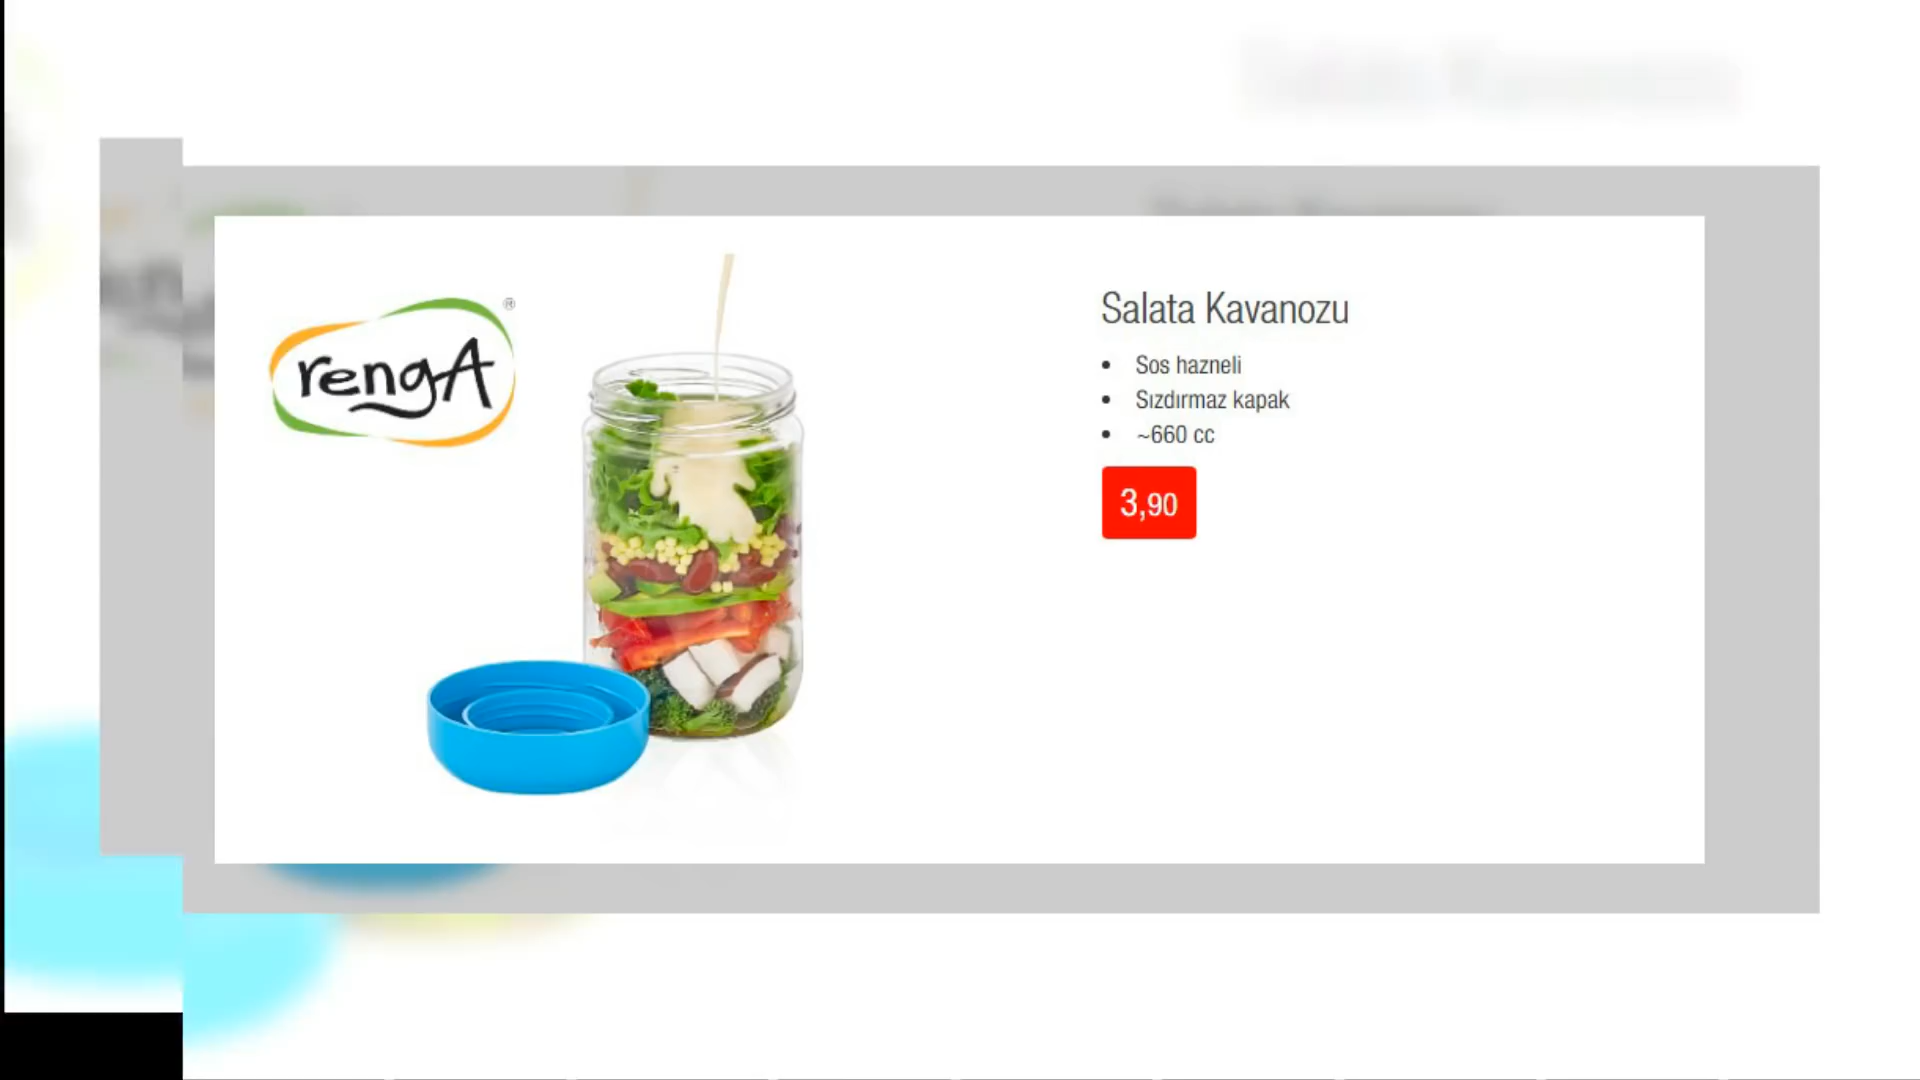 rengA®
Salata Kavanozu
• Sos hazneli
• Sızdırmaz kapak
• ~660 cc
3,90